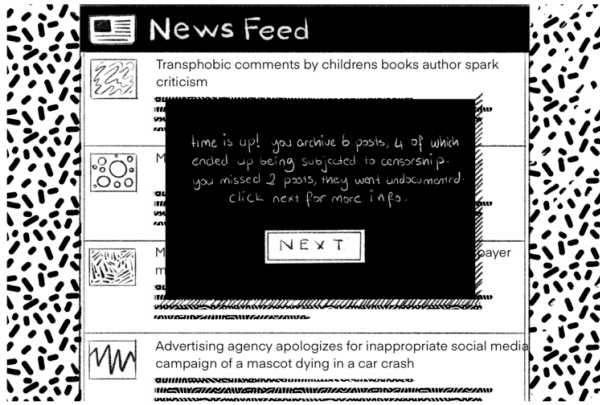 News Feed
Transphobic comments by childrens books author spark
criticism
time is up! you archive 6 posts, 4 of which
ended up being subjected to censorship.
you missed 2 posts, they went undocumented.
click next for more info.
NEXT
M
M
payer
m
Advertising agency apologizes for inappropriate social media
campaign of a mascot dying in a car crash